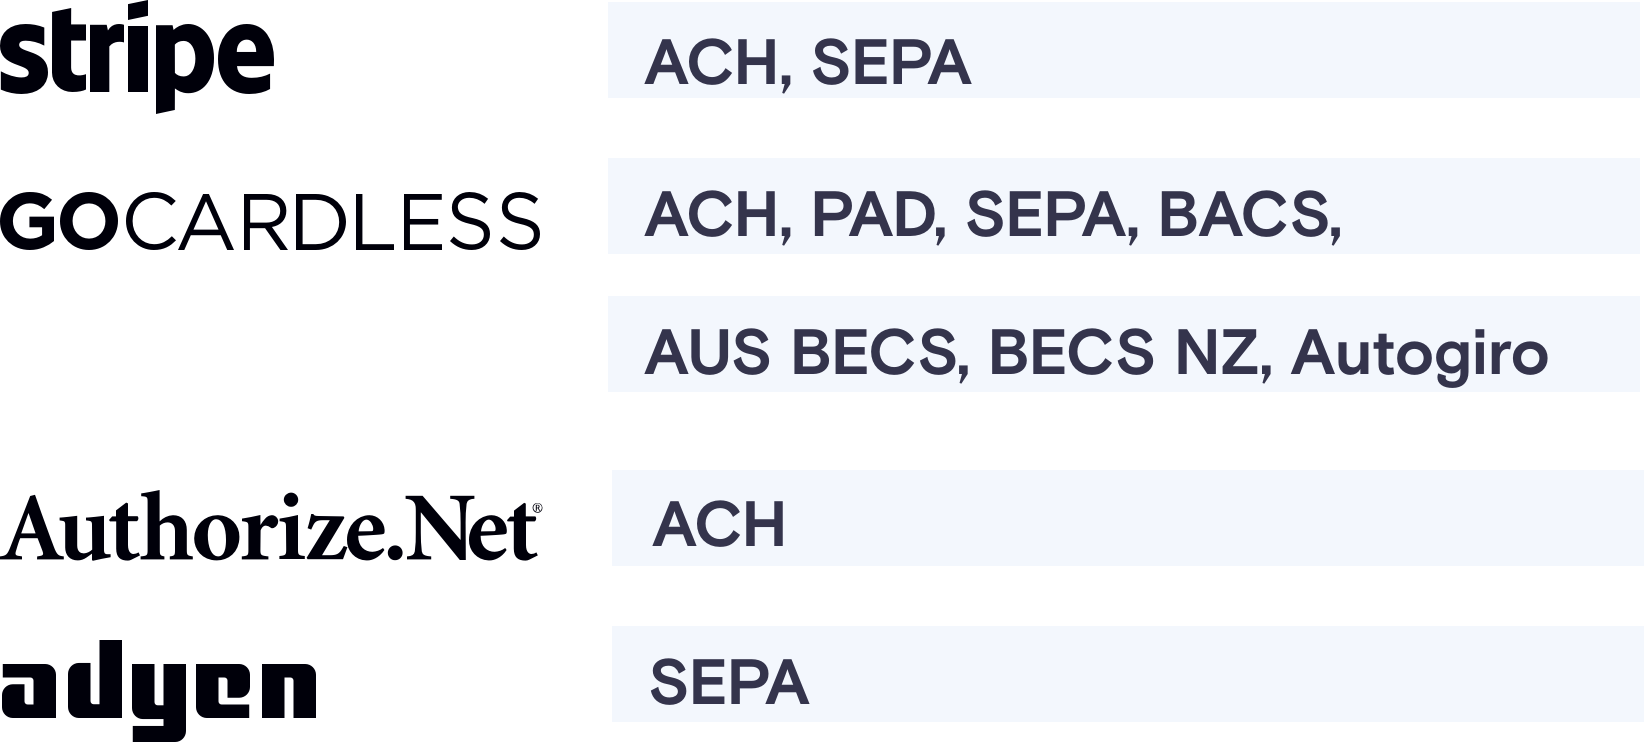 stripe ACH, SEPA
GOCARDLESS ACH, PAD, SEPA, BACS,
AUS BECS, BECS NZ, Autogiro
Authorize.Net® ACH
adyen SEPA